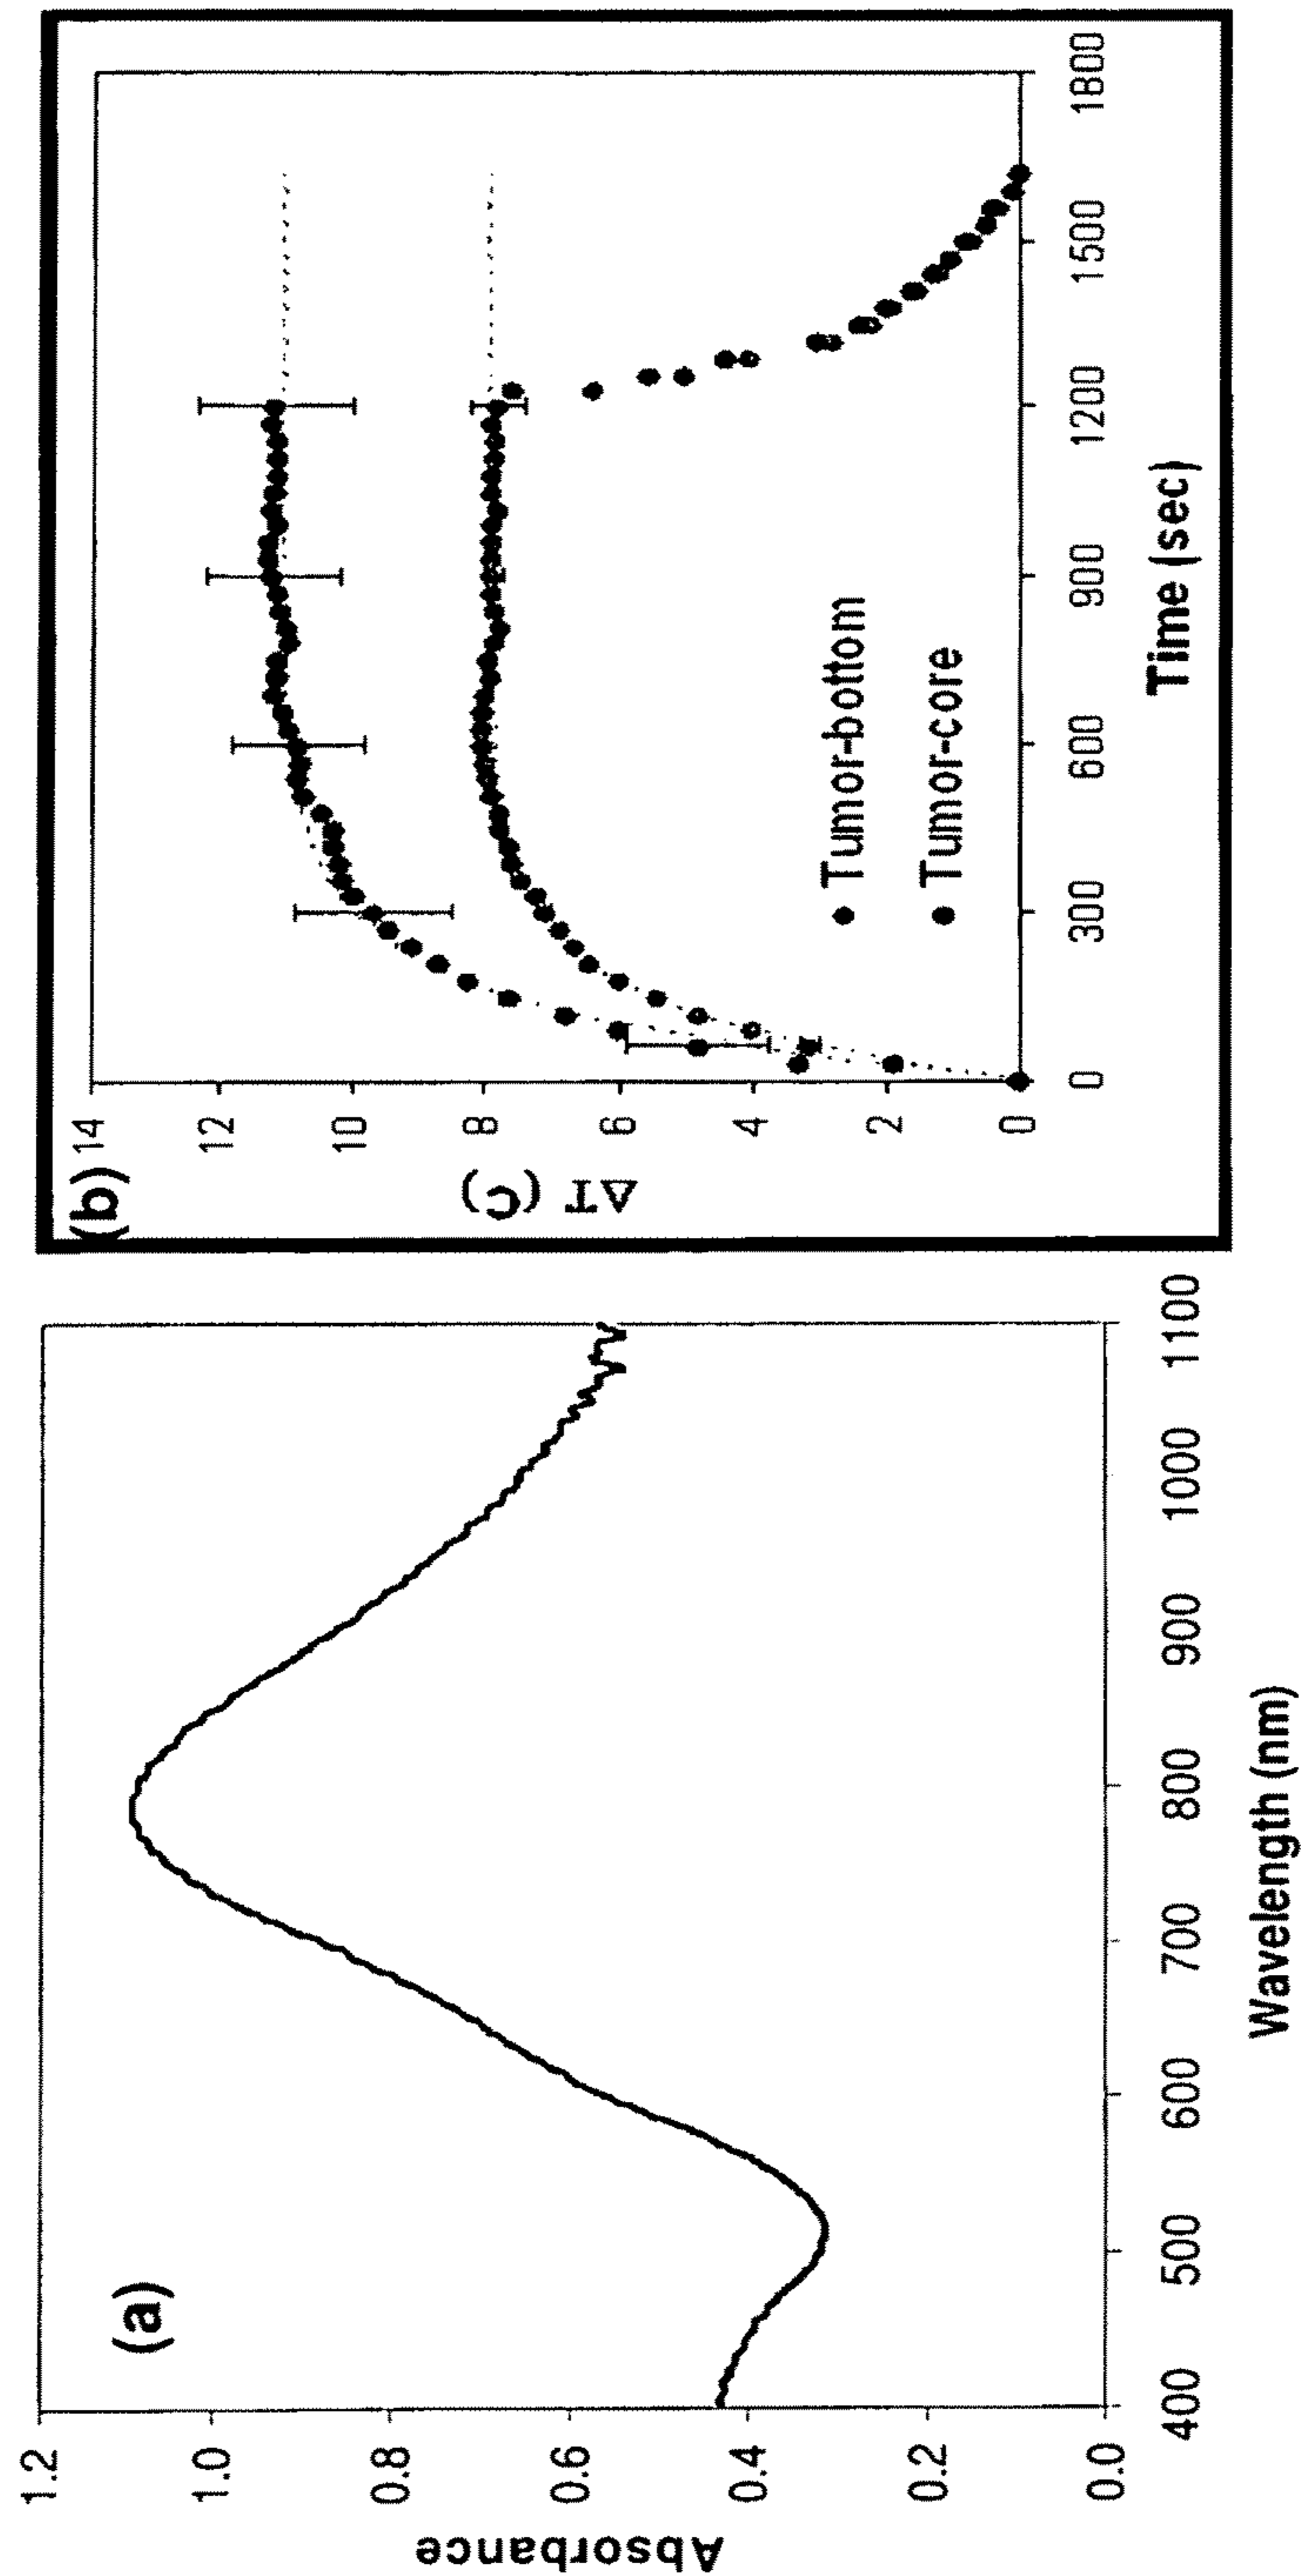 (a)
Absorbance
1.2
1.0
0.8
0.6
0.4
0.2
0.0
400 500 600 700 800 900 1000 1100
Wavelength (nm)
(b)
ΔT (C)
14
12
10
8
6
4
2
0
Tumor-bottom
Tumor-core
0 300 600 900 1200 1500 1800
Time (sec)